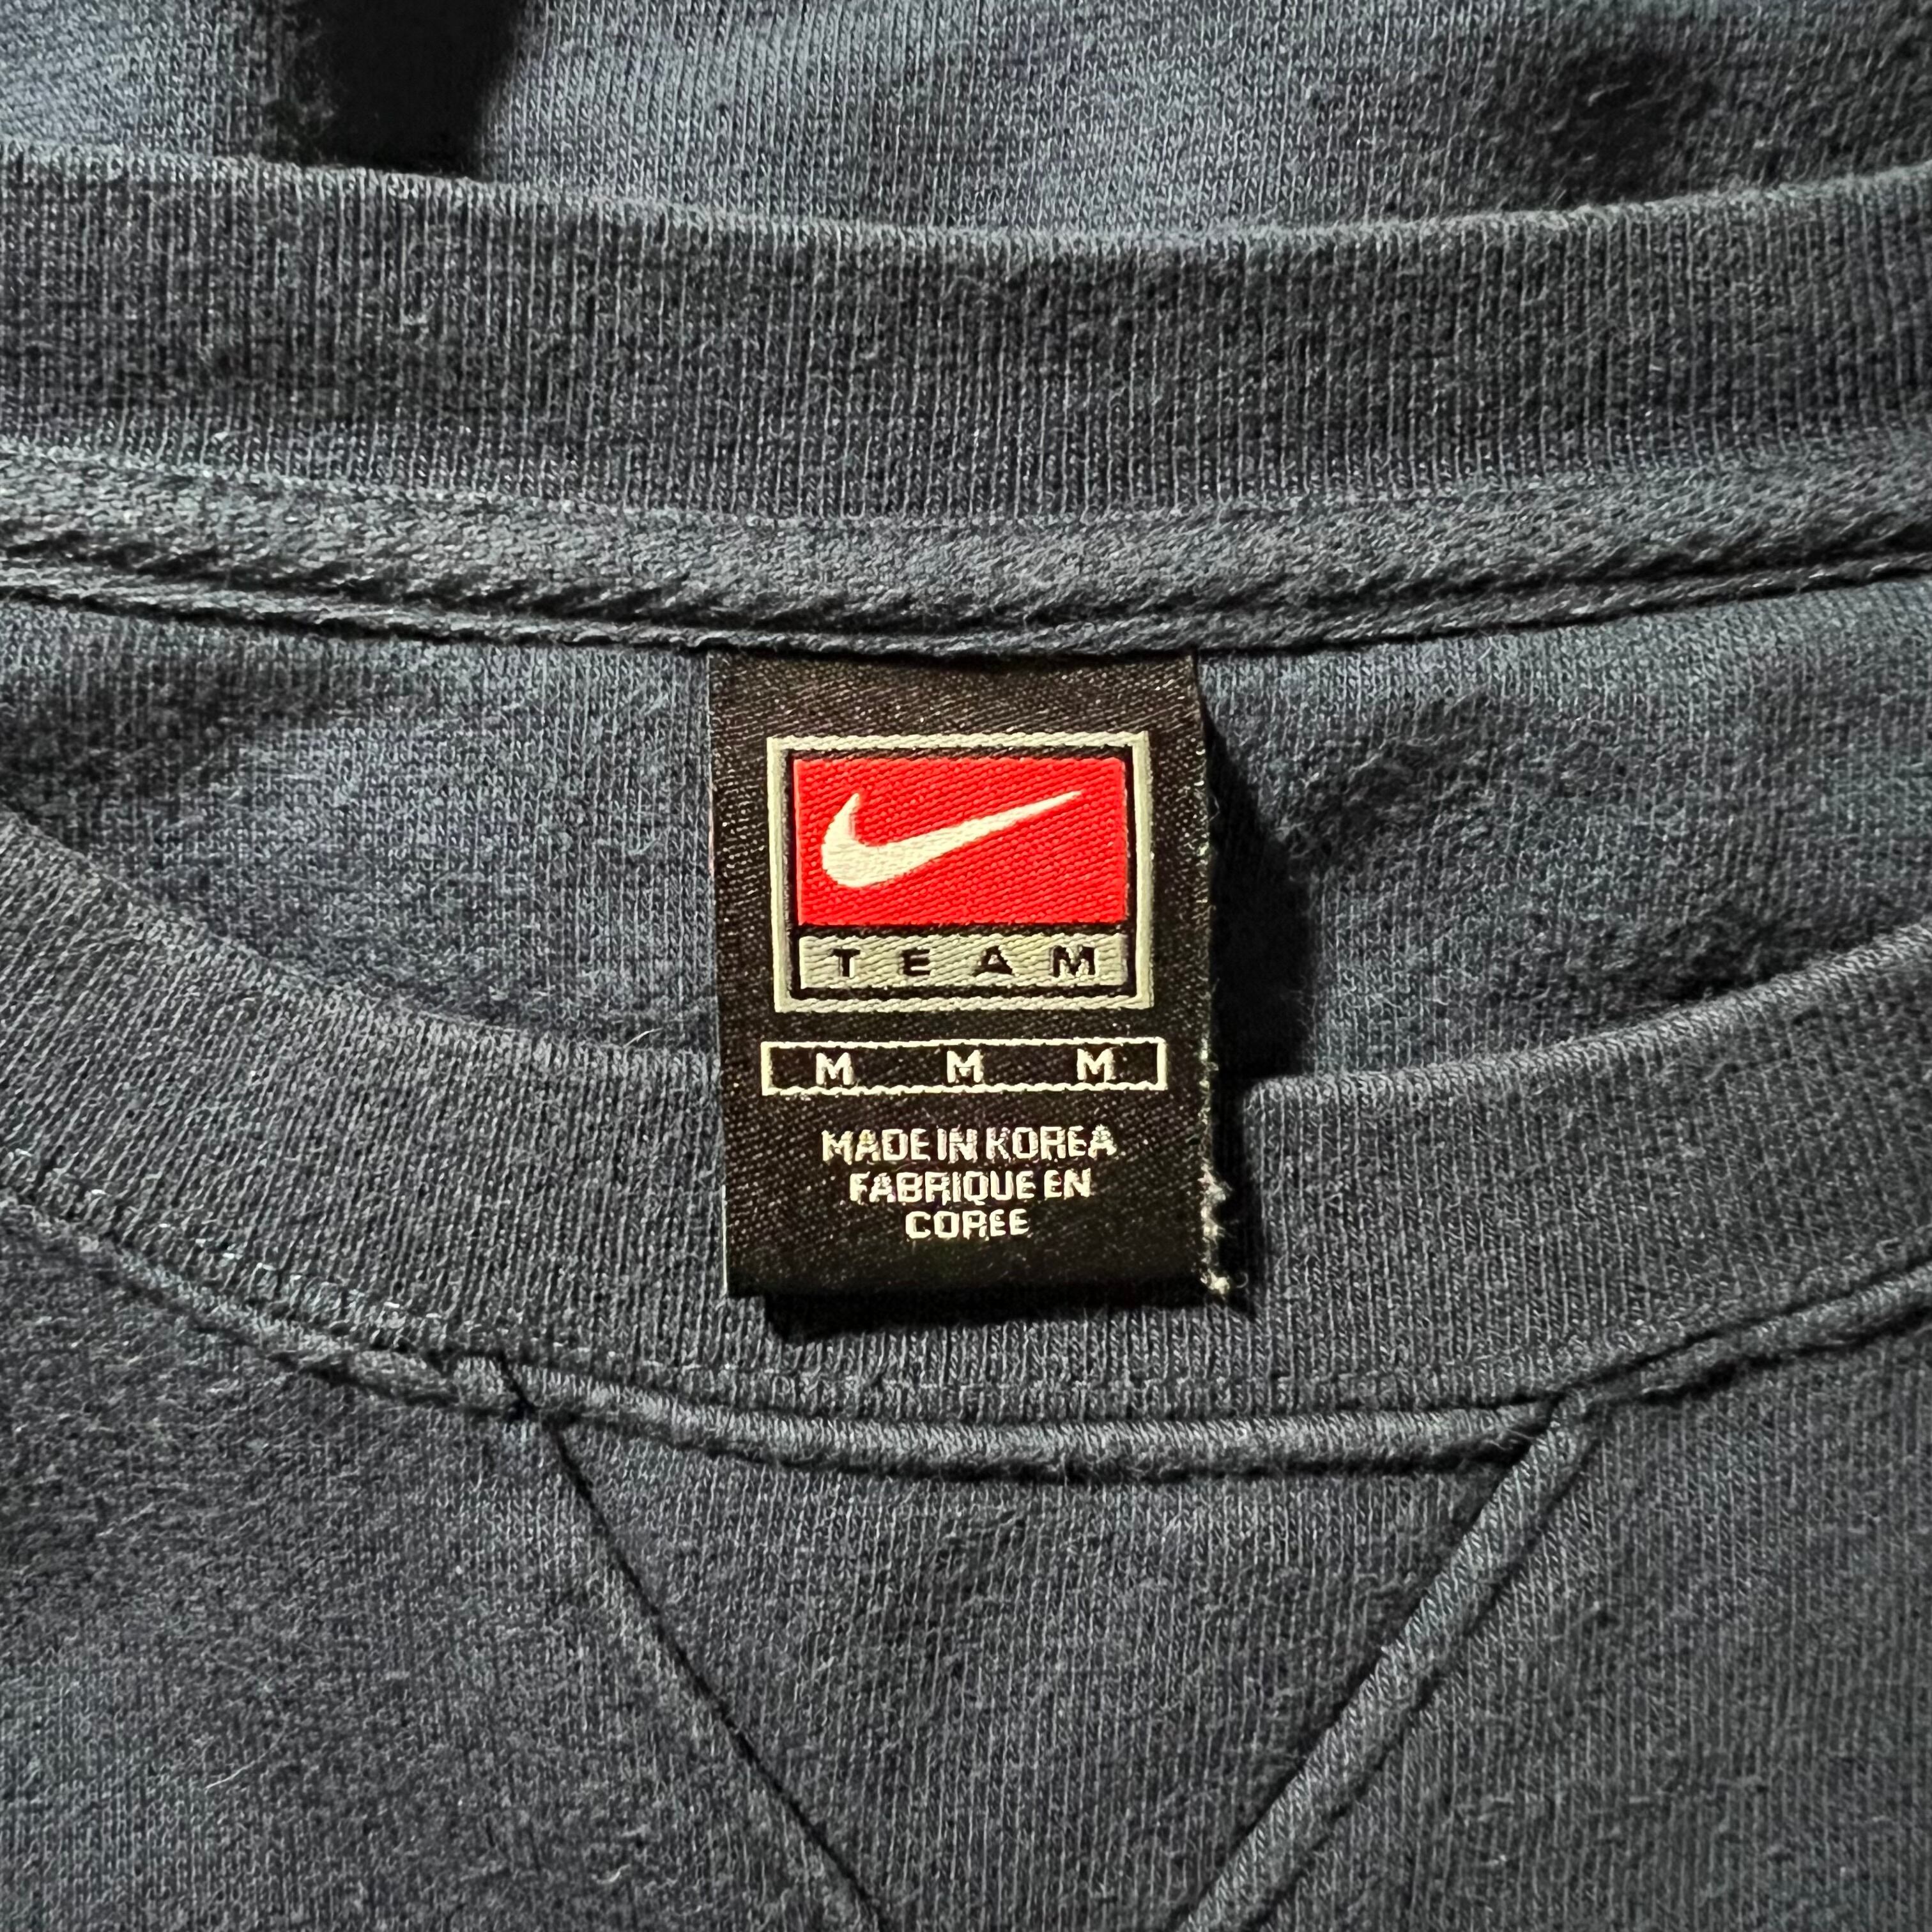 TEAM
M M M
MADE IN KOREA
FABRIQUE EN
COREE